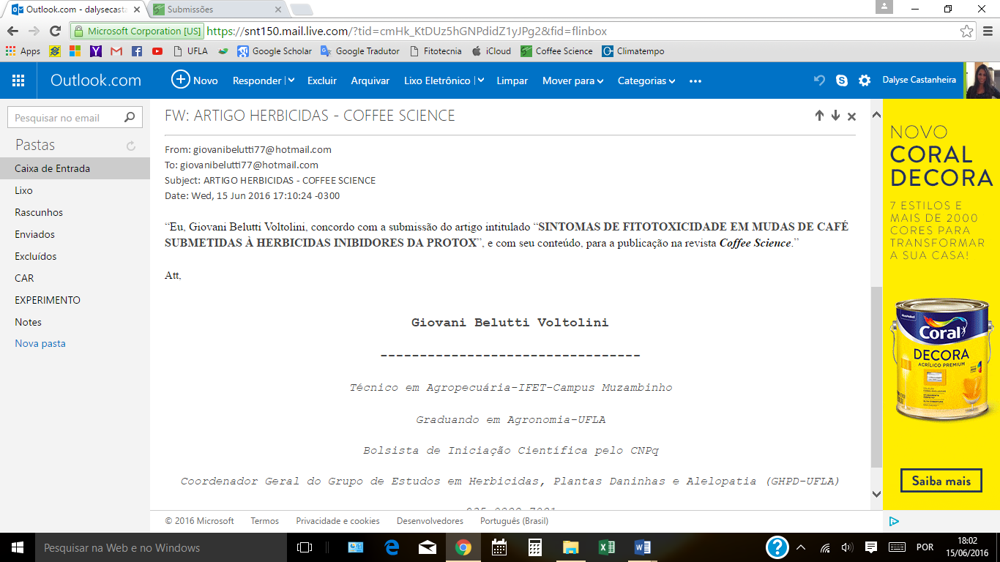 Outlook.com - dalysecasta
Submissões
Microsoft Corporation [US]
https://snt150.mail.live.com/?tid=cmHk_KtDUz5hGNPdidZ1yJPg2&fid=flinbox
Apps
UFLA
Google Scholar
Google Tradutor
Fitotecnia
iCloud
Coffee Science
Climatempo
Outlook.com
Novo
Responder
Excluir
Arquivar
Lixo Eletrônico
Limpar
Mover para
Categorias
Dalyse Castanheira
Pesquisar no email
Pastas
Caixa de Entrada
Lixo
Rascunhos
Enviados
Excluídos
CAR
EXPERIMENTO
Notes
Nova pasta
FW: ARTIGO HERBICIDAS - COFFEE SCIENCE
From: giovanibelutti77@hotmail.com
To: giovanibelutti77@hotmail.com
Subject: ARTIGO HERBICIDAS - COFFEE SCIENCE
Date: Wed, 15 Jun 2016 17:10:24 -0300
“Eu, Giovani Belutti Voltolini, concordo com a submissão do artigo intitulado “SINTOMAS DE FITOTOXICIDADE EM MUDAS DE CAFÉ
SUBMETIDAS À HERBICIDAS INIBIDORES DA PROTOX”, e com seu conteúdo, para a publicação na revista Coffee Science.”
Att,
Giovani Belutti Voltolini
---------------------------------
Técnico em Agropecuária-IFET-Campus Muzambinho
Graduando em Agronomia-UFLA
Bolsista de Iniciação Científica pelo CNPq
Coordenador Geral do Grupo de Estudos em Herbicidas, Plantas Daninhas e Alelopatia (GHPD-UFLA)
© 2016 Microsoft
Termos
Privacidade e cookies
Desenvolvedores
Português (Brasil)
NOVO
CORAL
DECORA
7 ESTILOS E
MAIS DE 2000
CORES PARA
TRANSFORMAR
A SUA CASA!
Coral
DECORA
ACRÍLICO PREMIUM
Saiba mais
Pesquisar na Web e no Windows
POR
18:02
15/06/2016